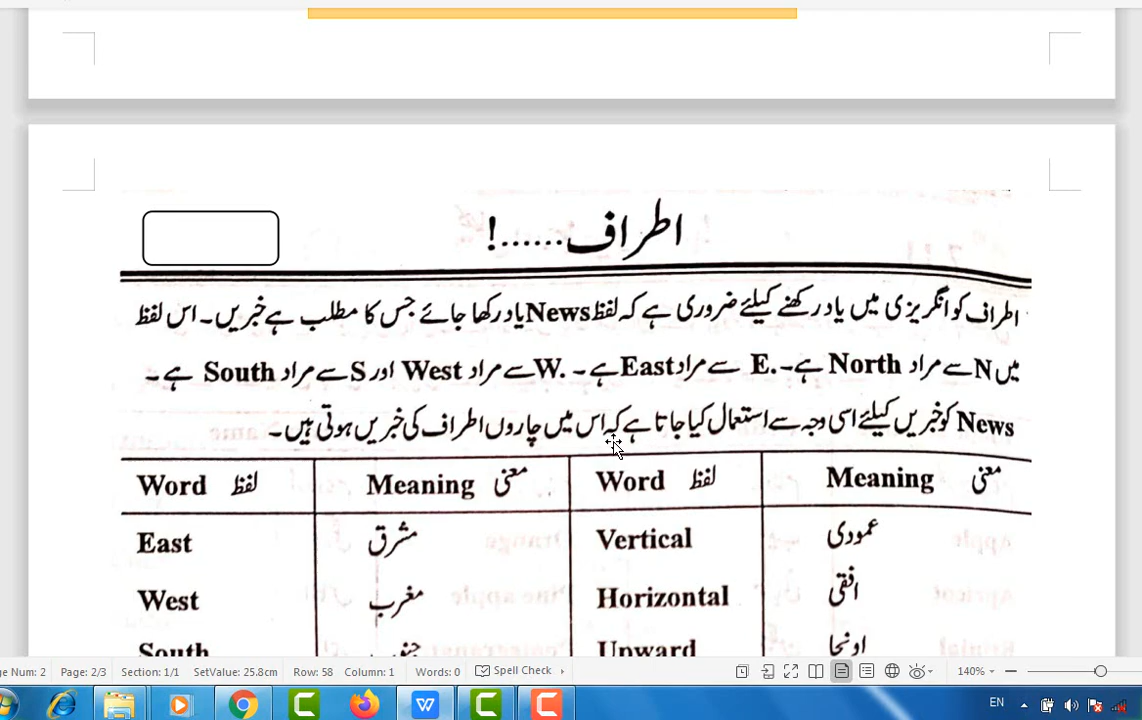 اطراف......!
اطراف کو انگریزی میں یاد رکھنے کیلئے ضروری ہے کہ لفظ News یاد رکھا جائے جس کا مطلب ہے خبریں۔ اس لفظ
میں N سے مراد North ہے۔ E. سے مراد East ہے۔ W. سے مراد West اور S سے مراد South ہے۔
News کو خبریں کیلئے اسی وجہ سے استعمال کیا جاتا ہے کہ اس میں چاروں اطراف کی خبریں ہوتی ہیں۔
Word لفظ Meaning معنی Word لفظ Meaning معنی
East مشرق Vertical عمودی
West مغرب Horizontal افقی
South جنوب Upward اونچا
Page Num: 2 Page: 2/3 Section: 1/1 SetValue: 25.8cm Row: 58 Column: 1 Words: 0 Spell Check 140%
EN